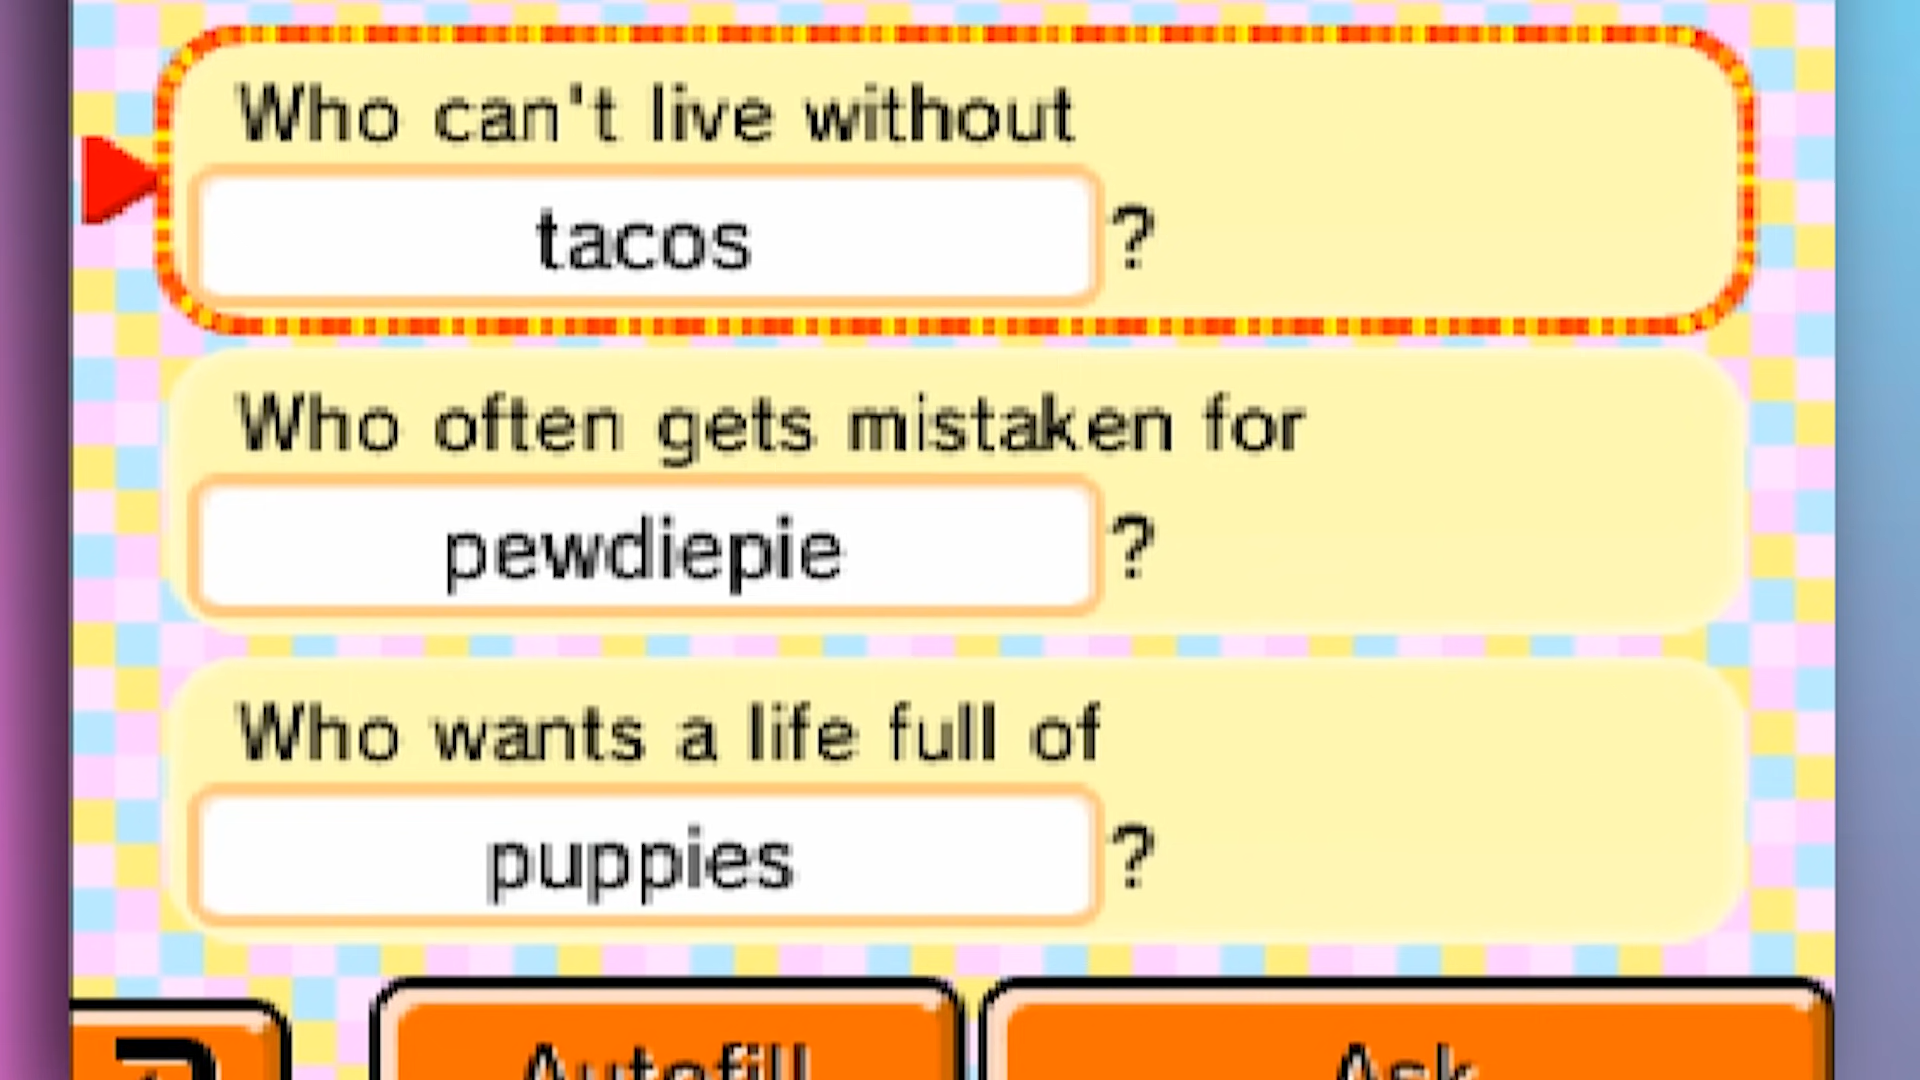 Who can't live without
tacos ?
Who often gets mistaken for
pewdiepie ?
Who wants a life full of
puppies ?
Autofill Ask